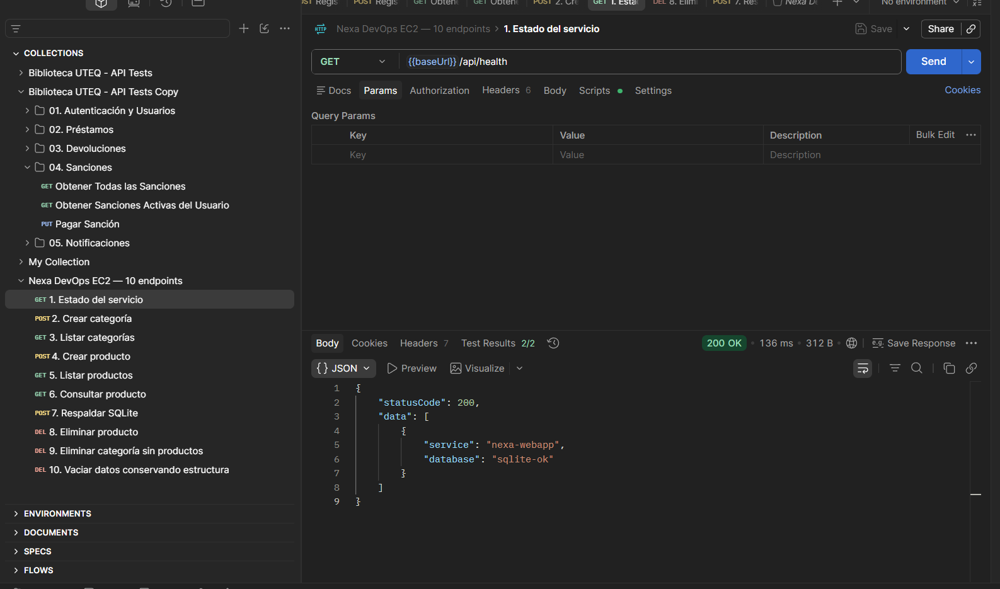 COLLECTIONS
Biblioteca UTEQ - API Tests
Biblioteca UTEQ - API Tests Copy
01. Autenticación y Usuarios
02. Préstamos
03. Devoluciones
04. Sanciones
GET Obtener Todas las Sanciones
GET Obtener Sanciones Activas del Usuario
PUT Pagar Sanción
05. Notificaciones
My Collection
Nexa DevOps EC2 — 10 endpoints
GET 1. Estado del servicio
POST 2. Crear categoría
GET 3. Listar categorías
POST 4. Crear producto
GET 5. Listar productos
GET 6. Consultar producto
POST 7. Respaldar SQLite
DEL 8. Eliminar producto
DEL 9. Eliminar categoría sin productos
DEL 10. Vaciar datos conservando estructura
ENVIRONMENTS
DOCUMENTS
SPECS
FLOWS
POST Regis GET Obten GET Obten POST 2. Cre GET 1. Esta DEL 8. Elim POST 7. Res Nexa De No environment
HTTP Nexa DevOps EC2 — 10 endpoints > 1. Estado del servicio Save Share
GET {{baseUrl}} /api/health Send
Docs Params Authorization Headers 6 Body Scripts Settings Cookies
Query Params
Key Value Description Bulk Edit
Key Value Description
Body Cookies Headers 7 Test Results 2/2 200 OK 136 ms 312 B e.g. Save Response
{} JSON Preview Visualize
1 {
2 "statusCode": 200,
3 "data": [
4 {
5 "service": "nexa-webapp",
6 "database": "sqlite-ok"
7 }
8 ]
9 }